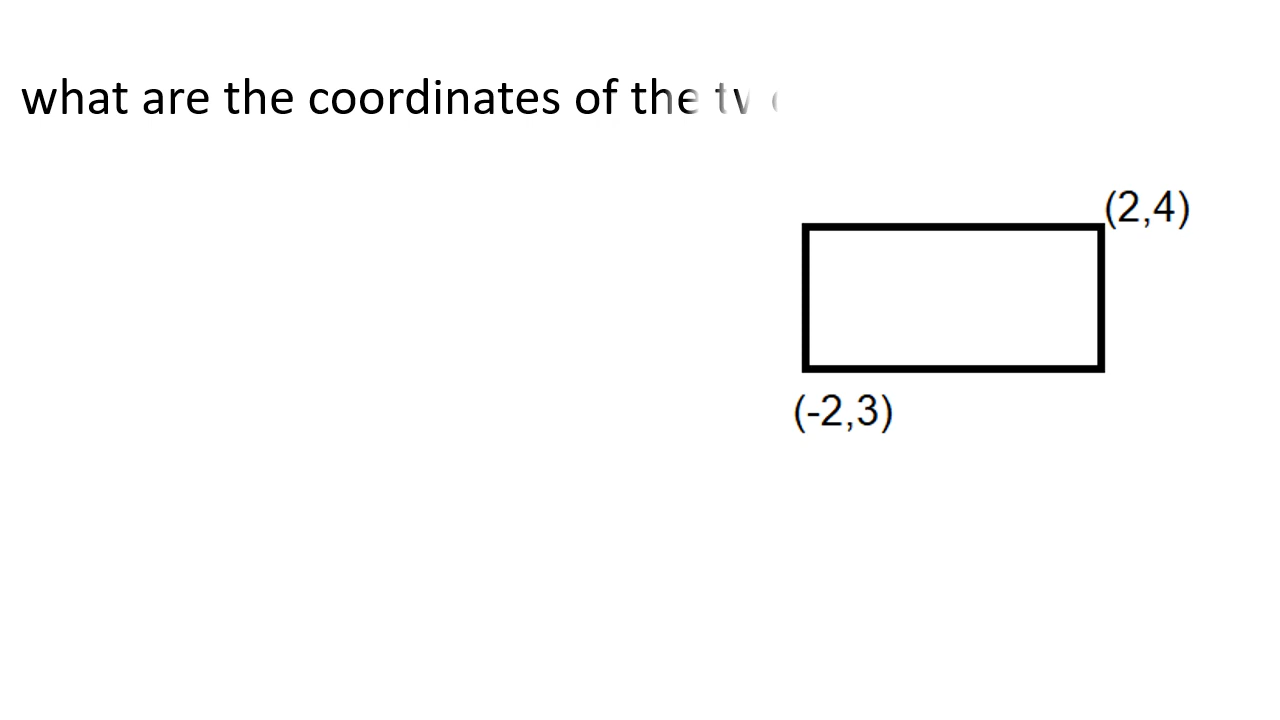 what are the coordinates of the
(2,4)
(-2,3)